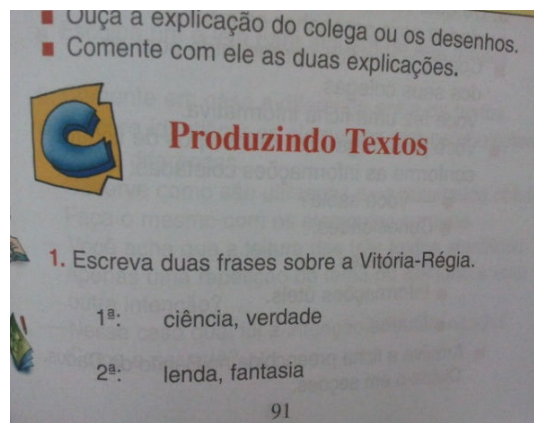 Ouça a explicação do colega ou os desenhos.
Comente com ele as duas explicações.
C
Produzindo Textos
1. Escreva duas frases sobre a Vitória-Régia.
1ª: ciência, verdade
2ª: lenda, fantasia
91